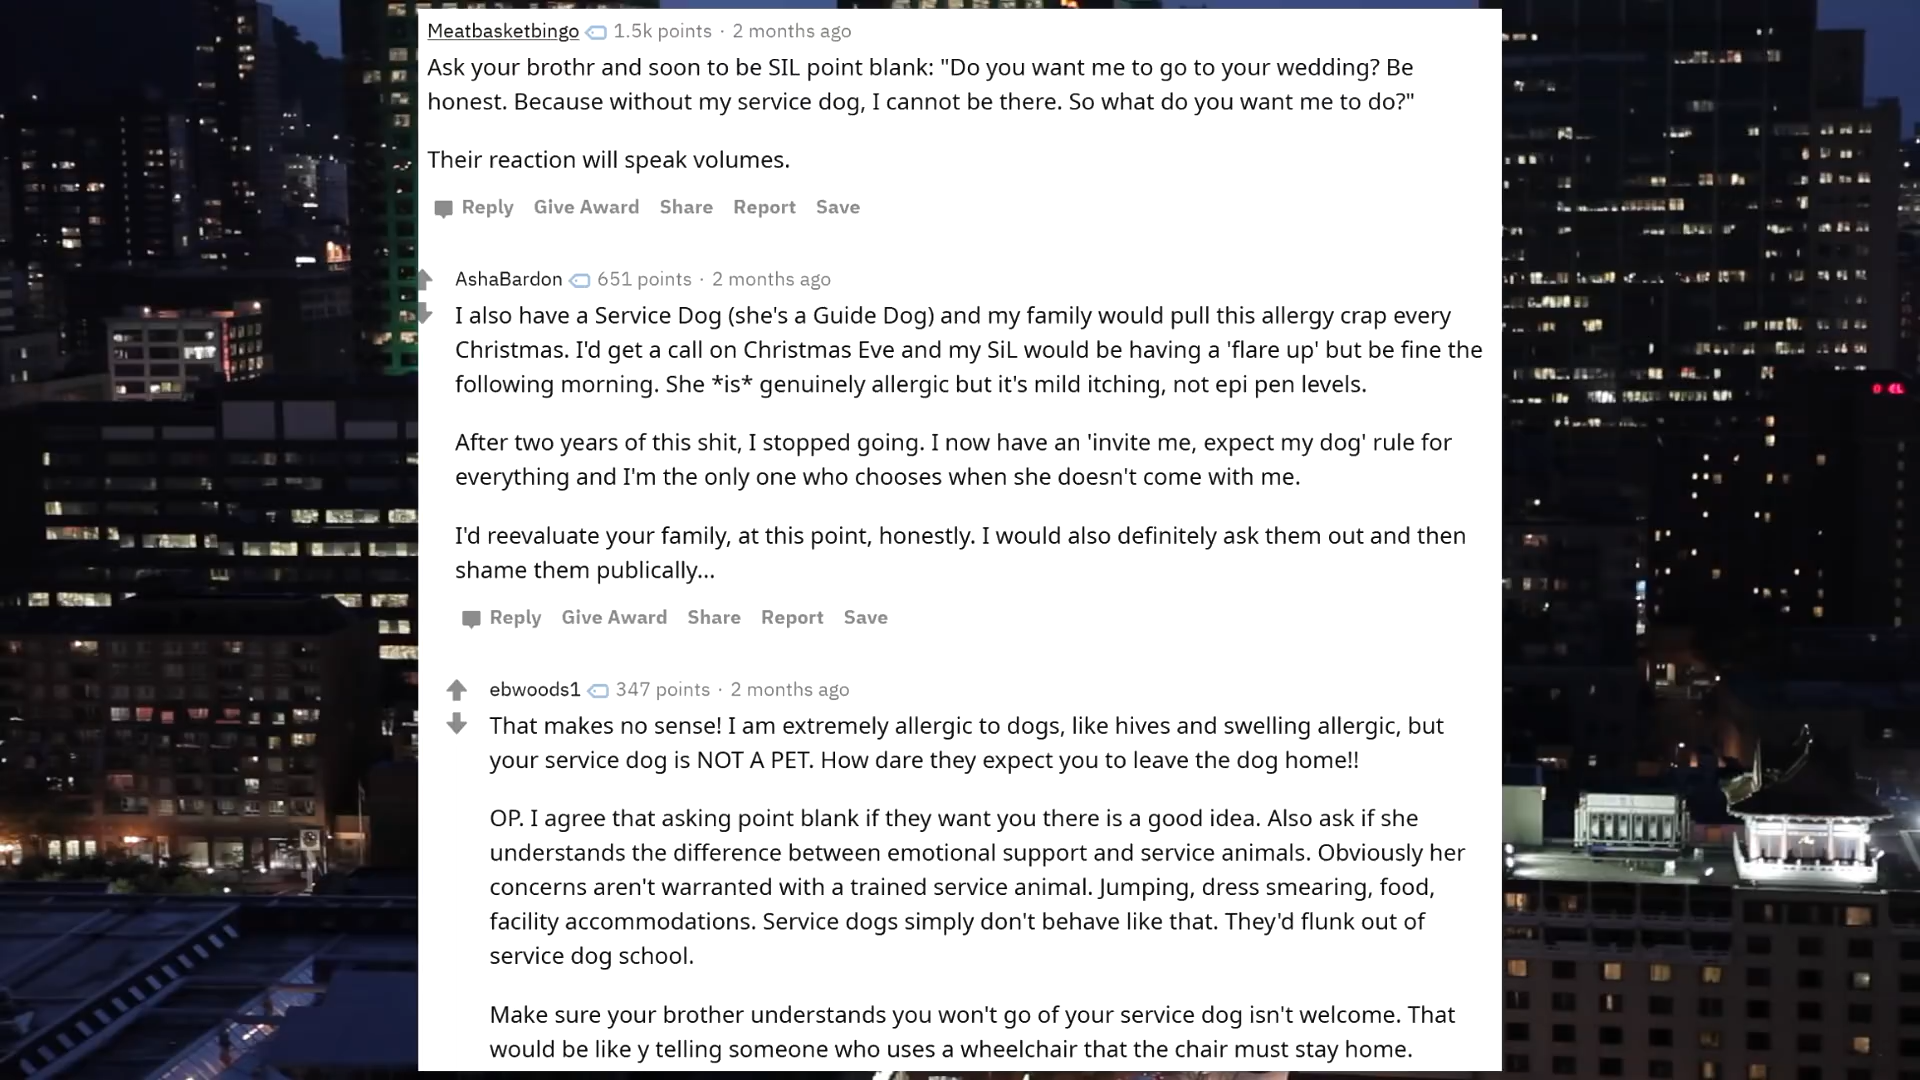 Meatbasketbingo 1.5k points · 2 months ago
Ask your brothr and soon to be SIL point blank: "Do you want me to go to your wedding? Be
honest. Because without my service dog, I cannot be there. So what do you want me to do?"
Their reaction will speak volumes.
Reply Give Award Share Report Save
AshaBardon 651 points · 2 months ago
I also have a Service Dog (she's a Guide Dog) and my family would pull this allergy crap every
Christmas. I'd get a call on Christmas Eve and my SiL would be having a 'flare up' but be fine the
following morning. She *is* genuinely allergic but it's mild itching, not epi pen levels.
After two years of this shit, I stopped going. I now have an 'invite me, expect my dog' rule for
everything and I'm the only one who chooses when she doesn't come with me.
I'd reevaluate your family, at this point, honestly. I would also definitely ask them out and then
shame them publically...
Reply Give Award Share Report Save
ebwoods1 347 points · 2 months ago
That makes no sense! I am extremely allergic to dogs, like hives and swelling allergic, but
your service dog is NOT A PET. How dare they expect you to leave the dog home!!
OP. I agree that asking point blank if they want you there is a good idea. Also ask if she
understands the difference between emotional support and service animals. Obviously her
concerns aren't warranted with a trained service animal. Jumping, dress smearing, food,
facility accommodations. Service dogs simply don't behave like that. They'd flunk out of
service dog school.
Make sure your brother understands you won't go of your service dog isn't welcome. That
would be like y telling someone who uses a wheelchair that the chair must stay home.